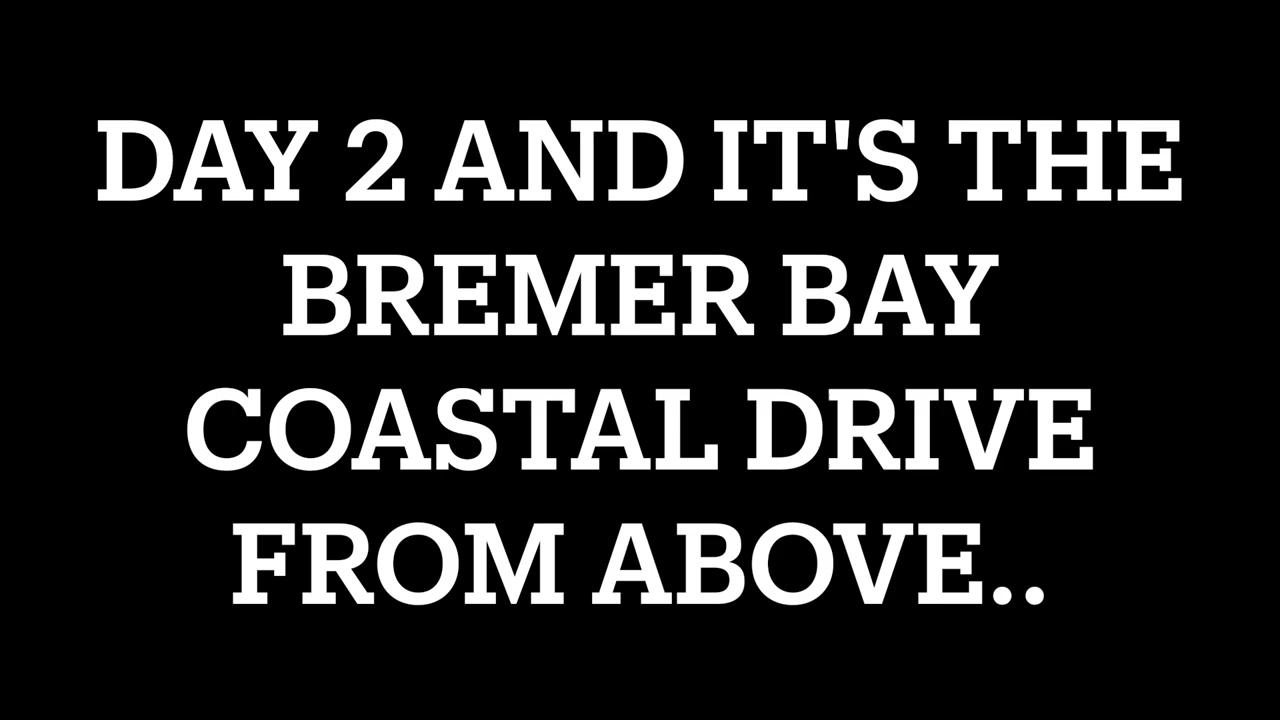 DAY 2 AND IT'S THE
BREMER BAY
COASTAL DRIVE
FROM ABOVE..